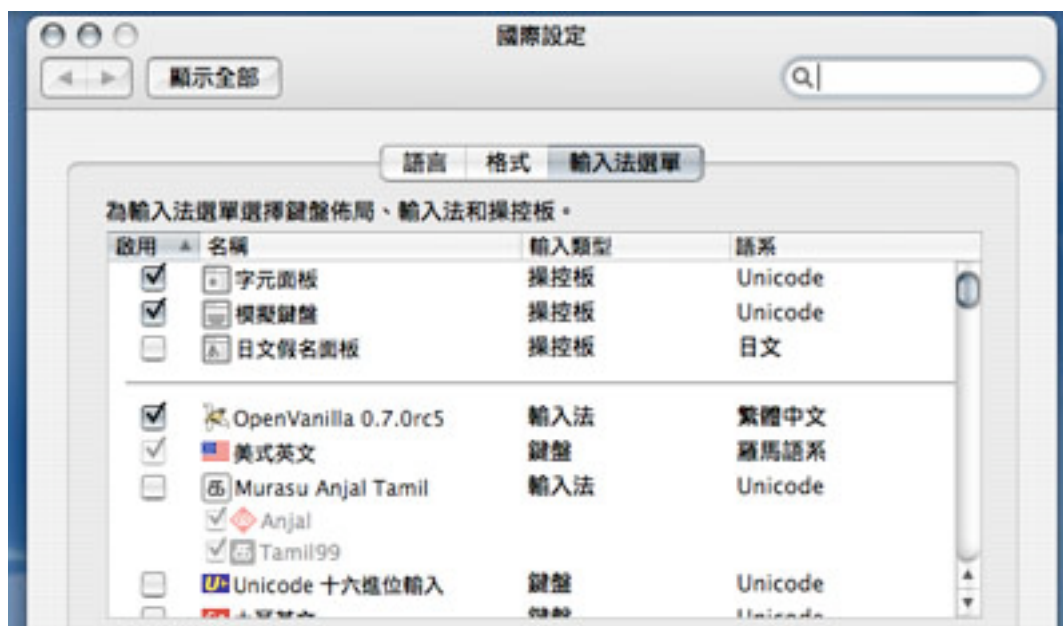 國際設定
顯示全部
語言 格式 輸入法選單
為輸入法選單選擇鍵盤佈局、輸入法和操控板。
啟用 名稱 輸入類型 語系
字元面板 操控板 Unicode
模擬鍵盤 操控板 Unicode
日文假名面板 操控板 日文
OpenVanilla 0.7.0rc5 輸入法 繁體中文
美式英文 鍵盤 羅馬語系
Murasu Anjal Tamil 輸入法 Unicode
Anjal
Tamil99
Unicode 十六進位輸入 鍵盤 Unicode